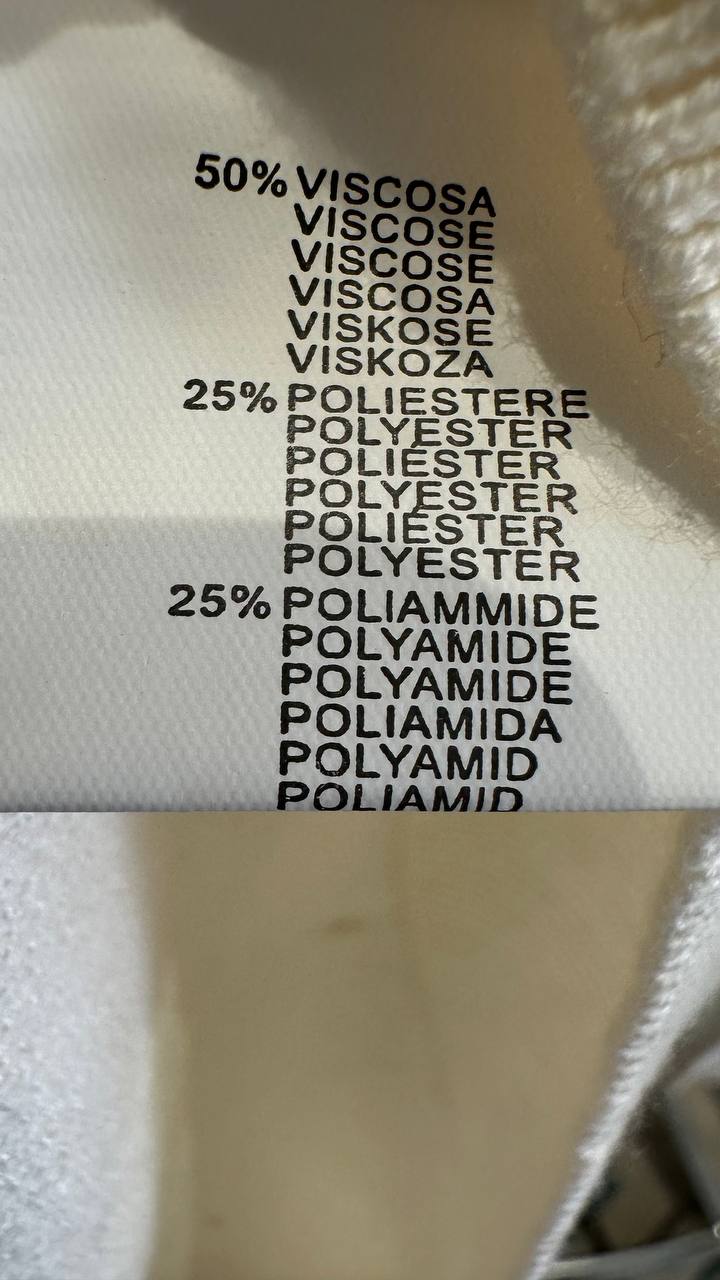 50% VISCOSA
VISCOSE
VISCOSE
VISCOSA
VISKOSE
VISKOZA
25% POLIESTERE
POLYESTER
POLIÉSTER
POLYESTER
POLIÉSTER
POLYESTER
25% POLIAMMIDE
POLYAMIDE
POLYAMIDE
POLIAMIDA
POLYAMID
POLIAMID